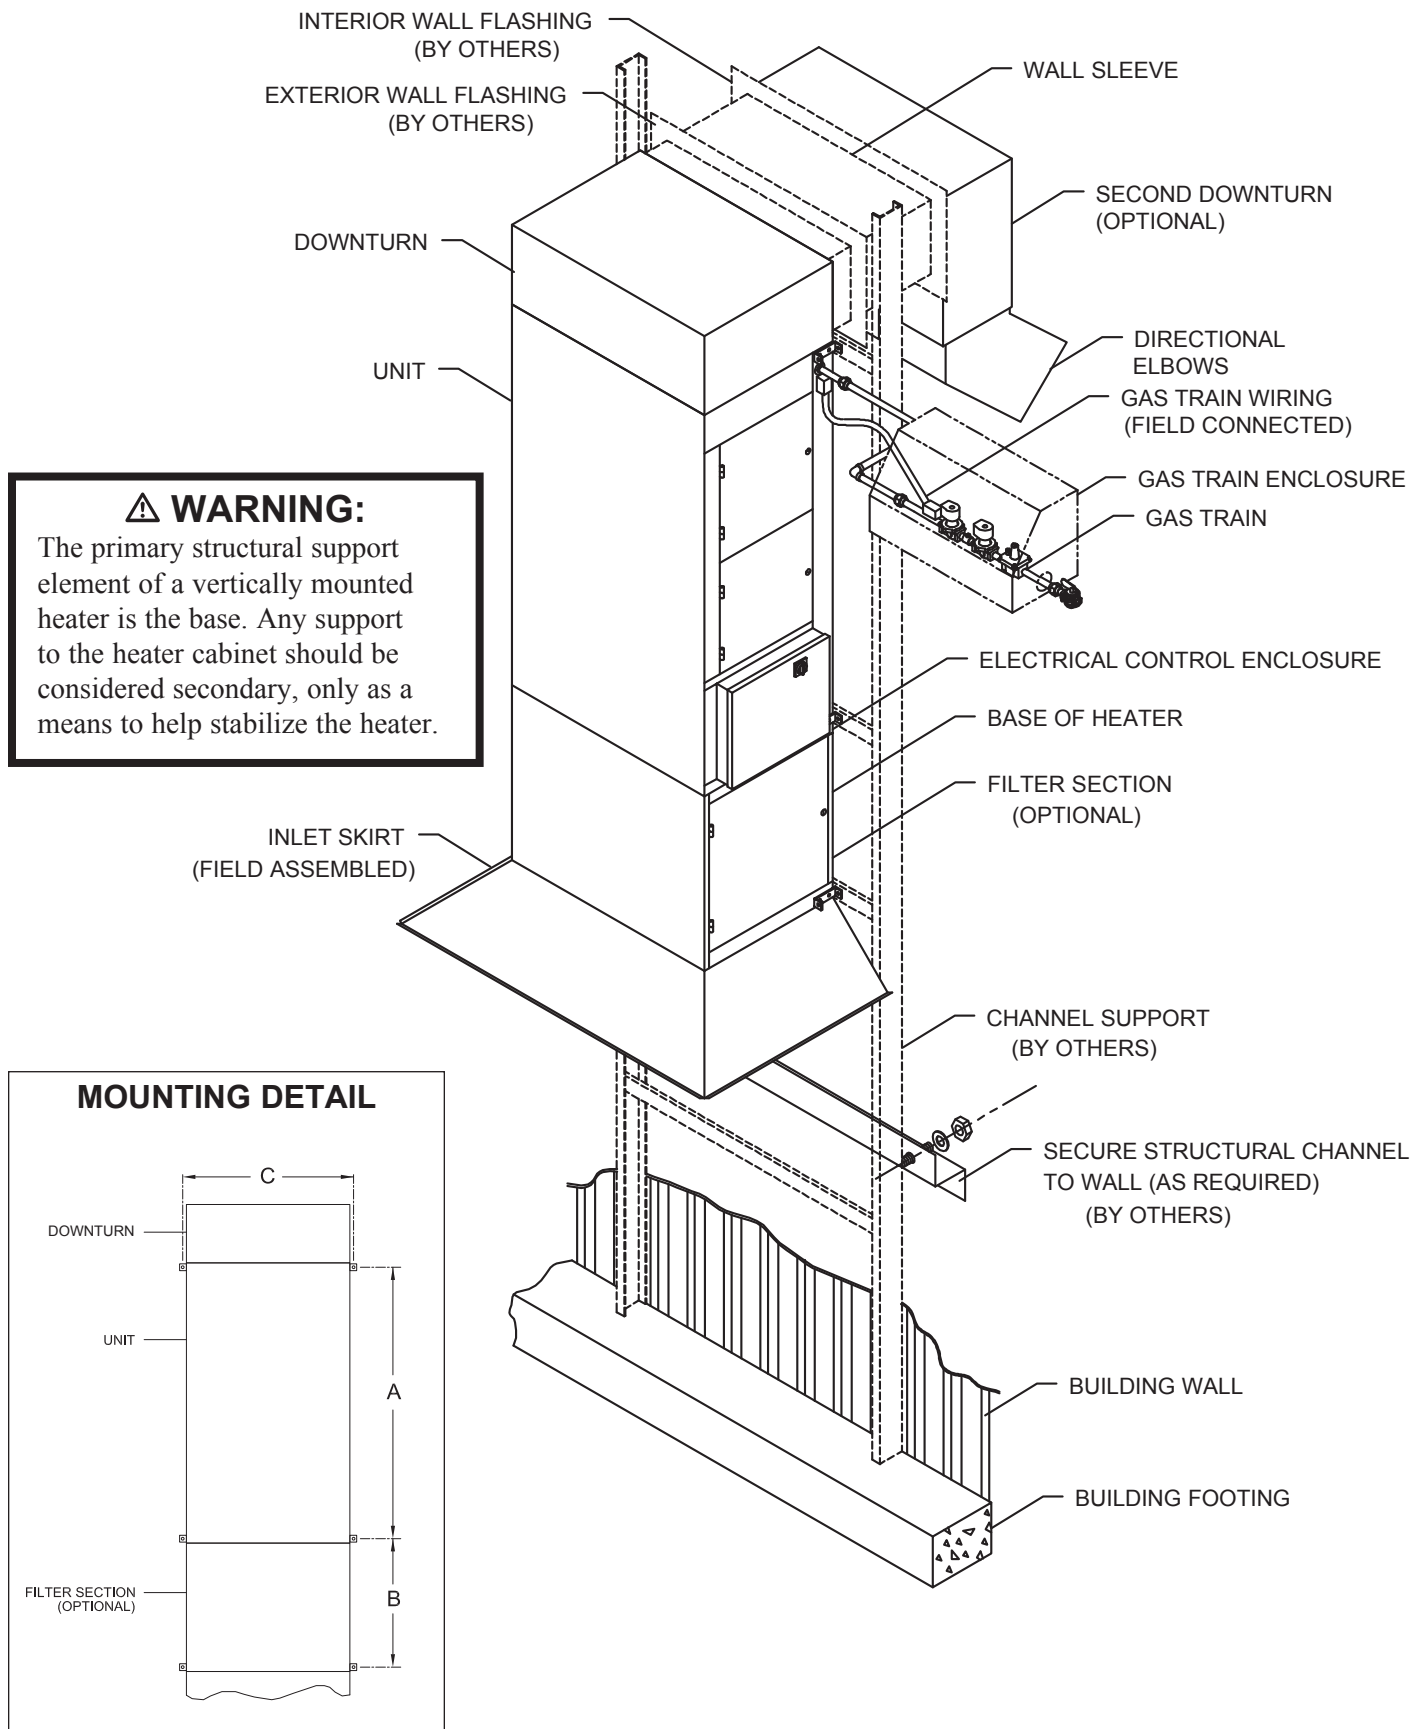 INTERIOR WALL FLASHING
(BY OTHERS)
WALL SLEEVE
EXTERIOR WALL FLASHING
(BY OTHERS)
SECOND DOWNTURN
(OPTIONAL)
DOWNTURN
DIRECTIONAL
ELBOWS
UNIT
GAS TRAIN WIRING
(FIELD CONNECTED)
GAS TRAIN ENCLOSURE
GAS TRAIN
⚠ WARNING:
The primary structural support
element of a vertically mounted
heater is the base. Any support
to the heater cabinet should be
considered secondary, only as a
means to help stabilize the heater.
ELECTRICAL CONTROL ENCLOSURE
BASE OF HEATER
FILTER SECTION
(OPTIONAL)
INLET SKIRT
(FIELD ASSEMBLED)
CHANNEL SUPPORT
(BY OTHERS)
SECURE STRUCTURAL CHANNEL
TO WALL (AS REQUIRED)
(BY OTHERS)
BUILDING WALL
BUILDING FOOTING
MOUNTING DETAIL
C
DOWNTURN
UNIT
A
FILTER SECTION
(OPTIONAL)
B